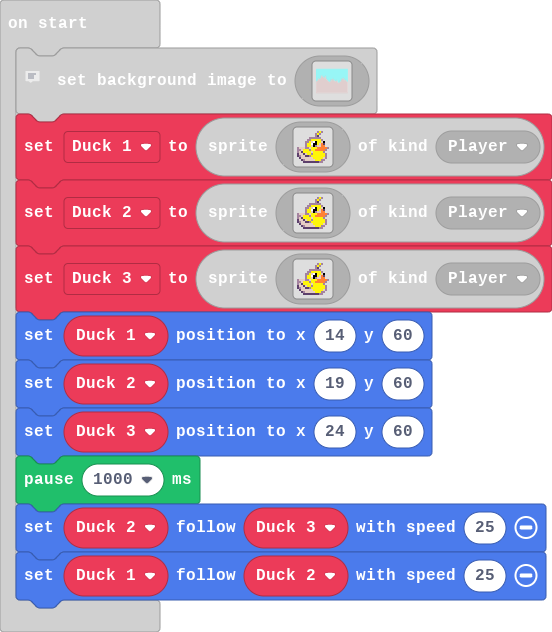 on start
set background image to
set Duck 1 to sprite of kind Player
set Duck 2 to sprite of kind Player
set Duck 3 to sprite of kind Player
set Duck 1 position to x 14 y 60
set Duck 2 position to x 19 y 60
set Duck 3 position to x 24 y 60
pause 1000 ms
set Duck 2 follow Duck 3 with speed 25
set Duck 1 follow Duck 2 with speed 25